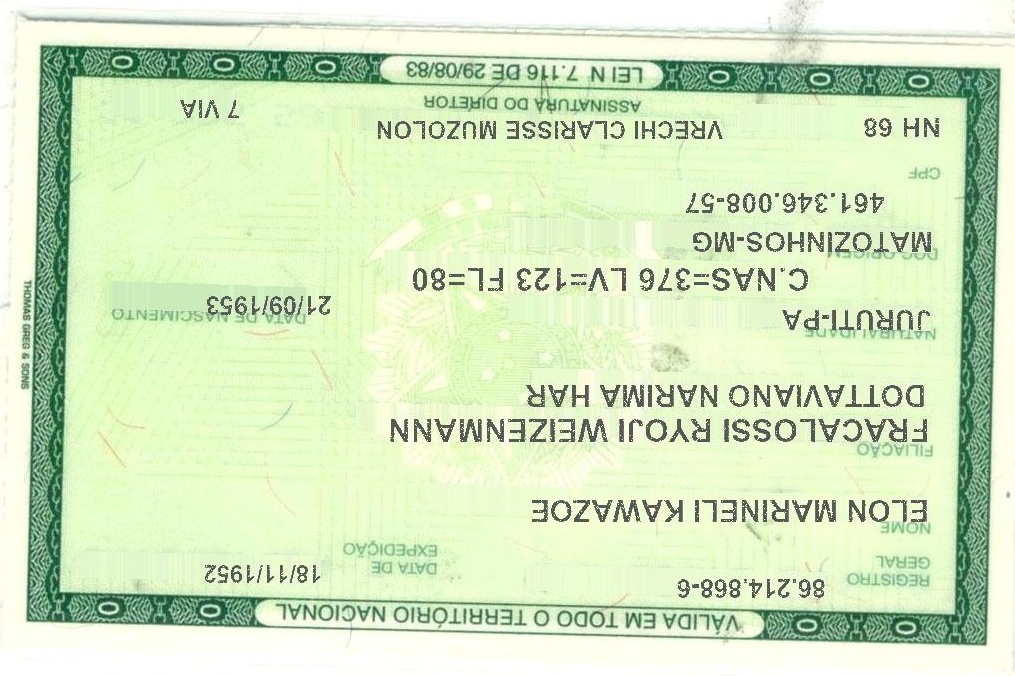 VÁLIDA EM TODO O TERRITÓRIO NACIONAL
REGISTRO GERAL 86.214.868-6 DATA DE EXPEDIÇÃO 18/11/1952
NOME
ELON MARINELI KAWAZOE
FILIAÇÃO
FRACALOSSI RYOJI WEIZENMANN
DOTTAVIANO NARIMA HAR
NATURALIDADE DATA DE NASCIMENTO
JURUTI-PA 21/09/1953
C.NAS=376 LV=123 FL=80
DOC ORIGEM
MATOZINHOS-MG
461.346.008-57
CPF
NH 68 VRECHI CLARISSE MUZOLON 7 VIA
ASSINATURA DO DIRETOR
LEI N 7.116 DE 29/08/83
THOMAS GREG & SONS